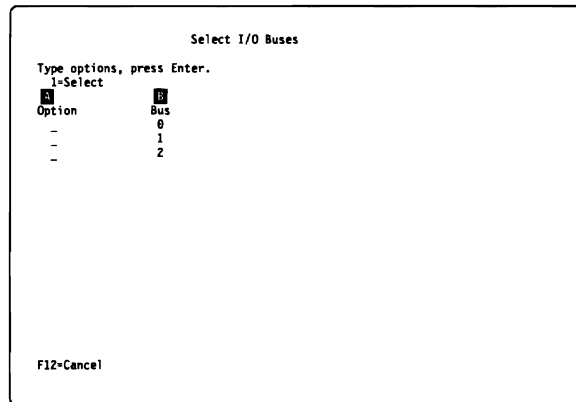 Select I/O Buses
Type options, press Enter.
1=Select
A B
Option Bus
_ 0
_ 1
_ 2
F12=Cancel